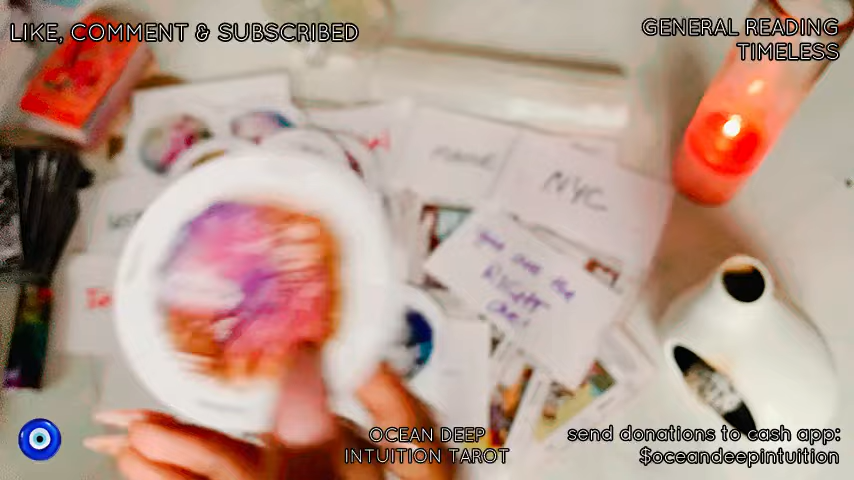 LIKE, COMMENT & SUBSCRIBED
GENERAL READING
TIMELESS
NYC
you are the
RIGHT
one!
OCEAN DEEP
INTUITION TAROT
send donations to cash app:
$oceandeepintuition